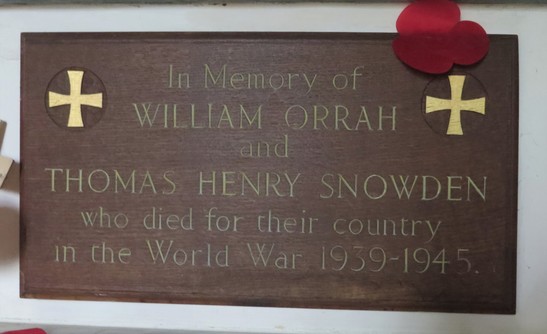 In Memory of
WILLIAM ORRAH
and
THOMAS HENRY SNOWDEN
who died for their country
in the World War 1939-1945.